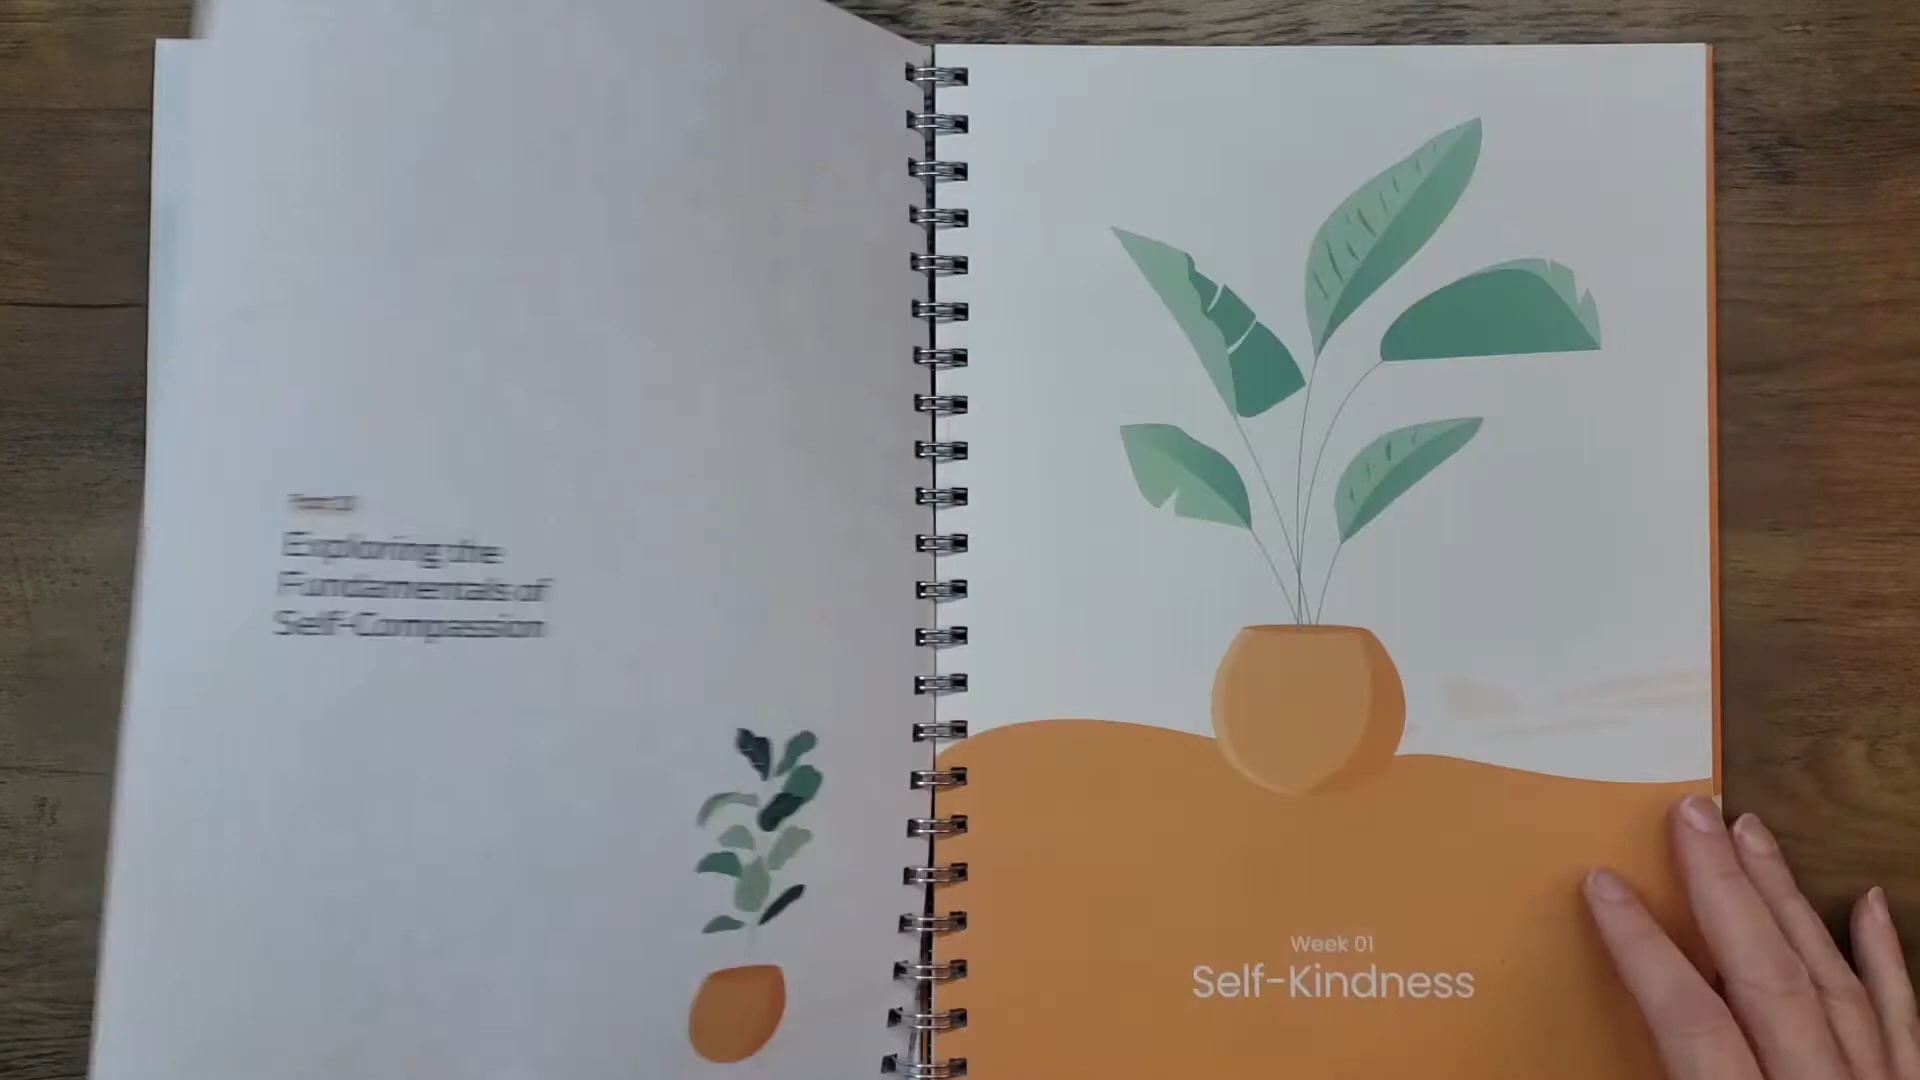 Exploring the
Fundamentals of
Self-Compassion
Week 01
Self-Kindness